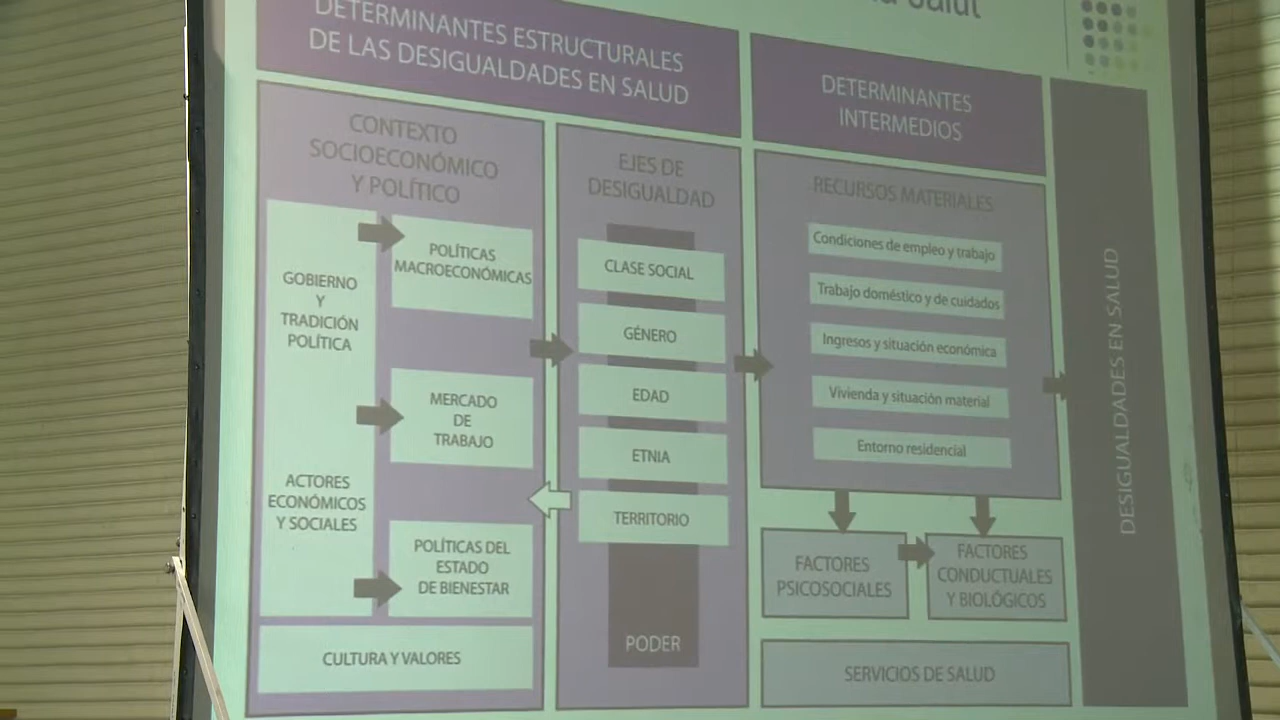 Salut
DETERMINANTES ESTRUCTURALES
DE LAS DESIGUALDADES EN SALUD
DETERMINANTES
INTERMEDIOS
CONTEXTO
SOCIOECONÓMICO
Y POLÍTICO
GOBIERNO
Y
TRADICIÓN
POLÍTICA
ACTORES
ECONÓMICOS
Y SOCIALES
POLÍTICAS
MACROECONÓMICAS
MERCADO
DE
TRABAJO
POLÍTICAS DEL
ESTADO
DE BIENESTAR
CULTURA Y VALORES
EJES DE
DESIGUALDAD
CLASE SOCIAL
GÉNERO
EDAD
ETNIA
TERRITORIO
PODER
RECURSOS MATERIALES
Condiciones de empleo y trabajo
Trabajo doméstico y de cuidados
Ingresos y situación económica
Vivienda y situación material
Entorno residencial
FACTORES
PSICOSOCIALES
FACTORES
CONDUCTUALES
Y BIOLÓGICOS
SERVICIOS DE SALUD
DESIGUALDADES EN SALUD